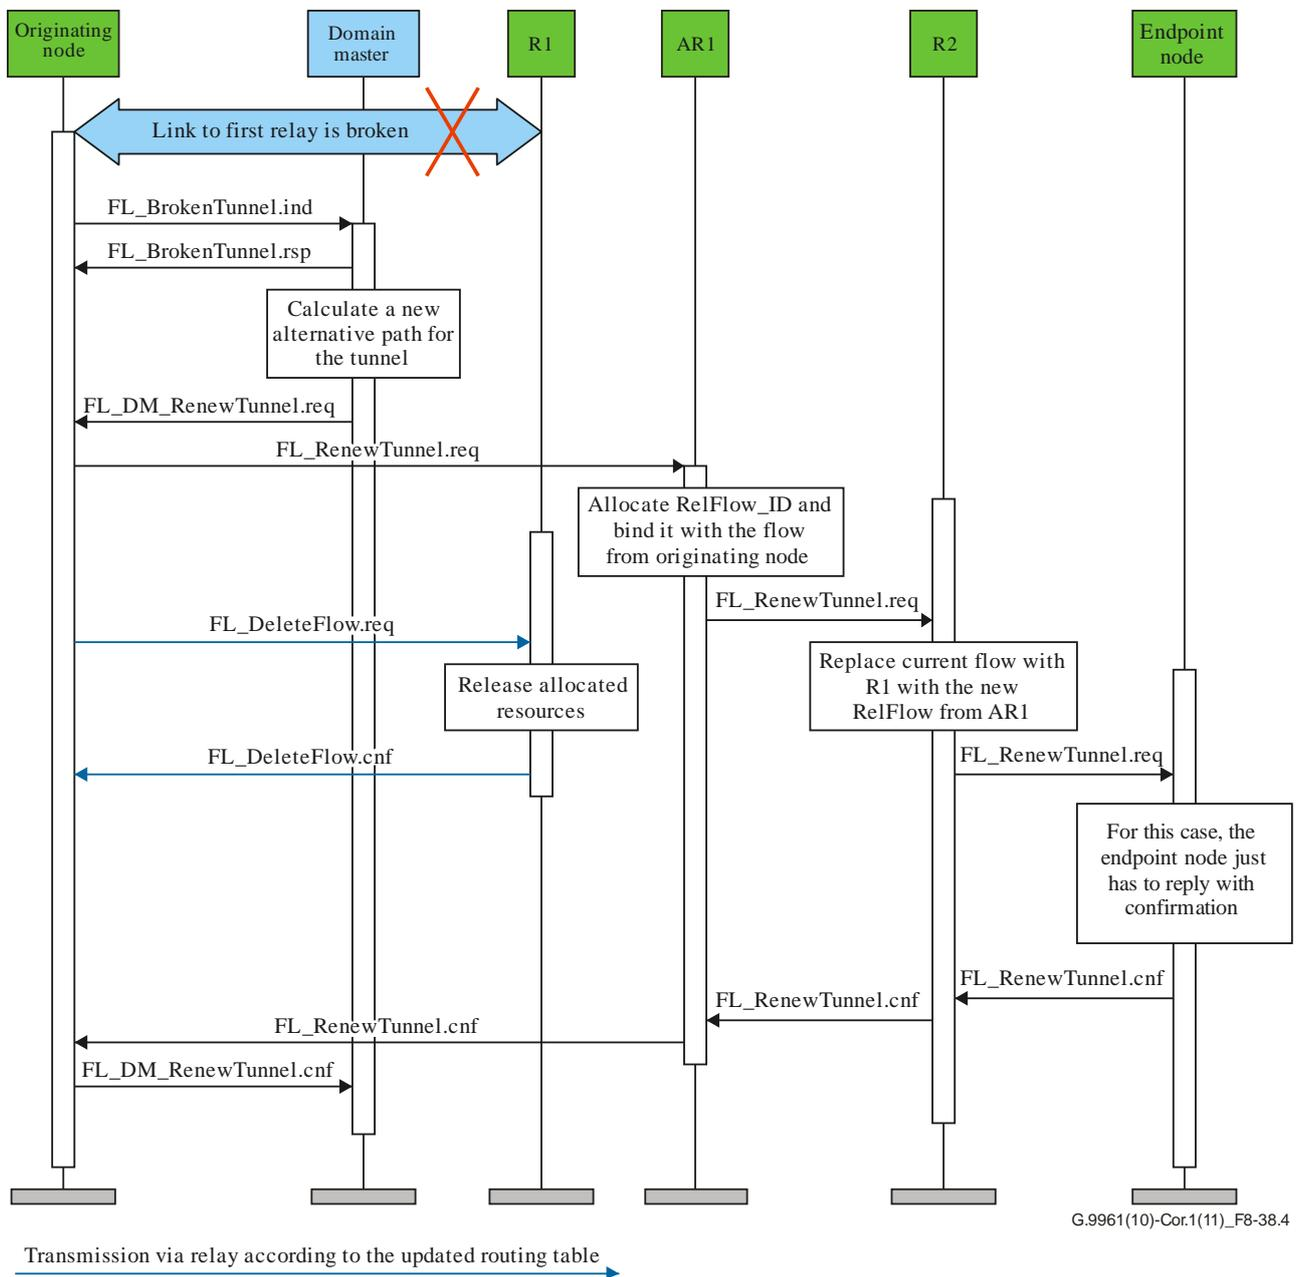 Originating
node
Domain
master
R1
AR1
R2
Endpoint
node
Link to first relay is broken
FL_BrokenTunnel.ind
FL_BrokenTunnel.rsp
Calculate a new
alternative path for
the tunnel
FL_DM_RenewTunnel.req
FL_RenewTunnel.req
Allocate RelFlow_ID and
bind it with the flow
from originating node
FL_RenewTunnel.req
FL_DeleteFlow.req
Replace current flow with
R1 with the new
RelFlow from AR1
Release allocated
resources
FL_DeleteFlow.cnf
FL_RenewTunnel.req
For this case, the
endpoint node just
has to reply with
confirmation
FL_RenewTunnel.cnf
FL_RenewTunnel.cnf
FL_RenewTunnel.cnf
FL_DM_RenewTunnel.cnf
G.9961(10)-Cor.1(11)_F8-38.4
Transmission via relay according to the updated routing table